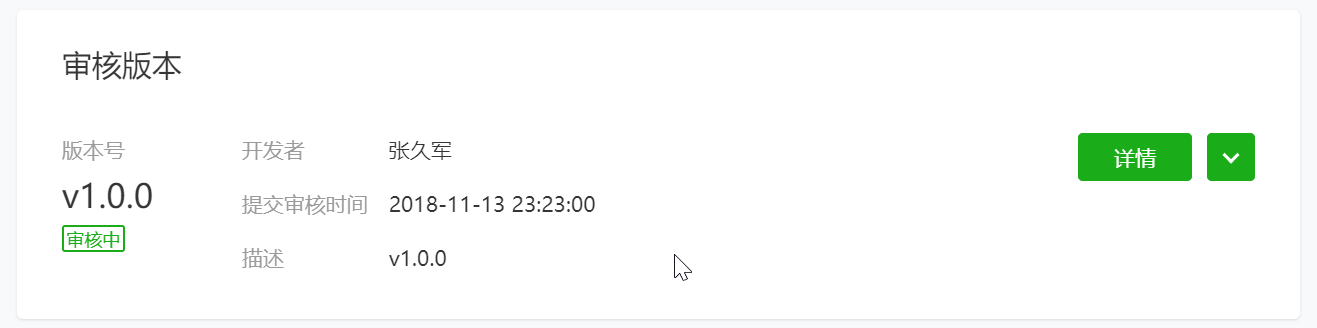 审核版本
版本号
v1.0.0
审核中
开发者 张久军
提交审核时间 2018-11-13 23:23:00
描述 v1.0.0
详情